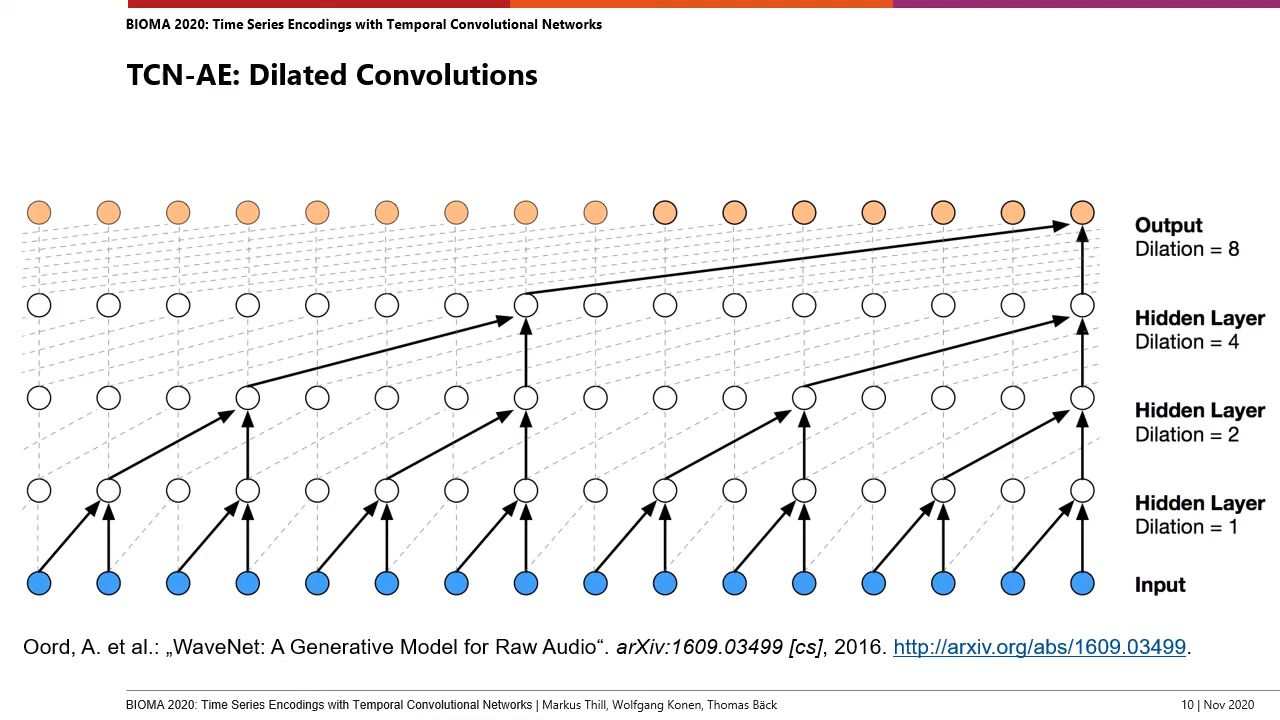 BIOMA 2020: Time Series Encodings with Temporal Convolutional Networks
TCN-AE: Dilated Convolutions
Output
Dilation = 8
Hidden Layer
Dilation = 4
Hidden Layer
Dilation = 2
Hidden Layer
Dilation = 1
Input
Oord, A. et al.: „WaveNet: A Generative Model for Raw Audio“. arXiv:1609.03499 [cs], 2016. http://arxiv.org/abs/1609.03499.
BIOMA 2020: Time Series Encodings with Temporal Convolutional Networks | Markus Thill, Wolfgang Konen, Thomas Bäck
10 | Nov 2020